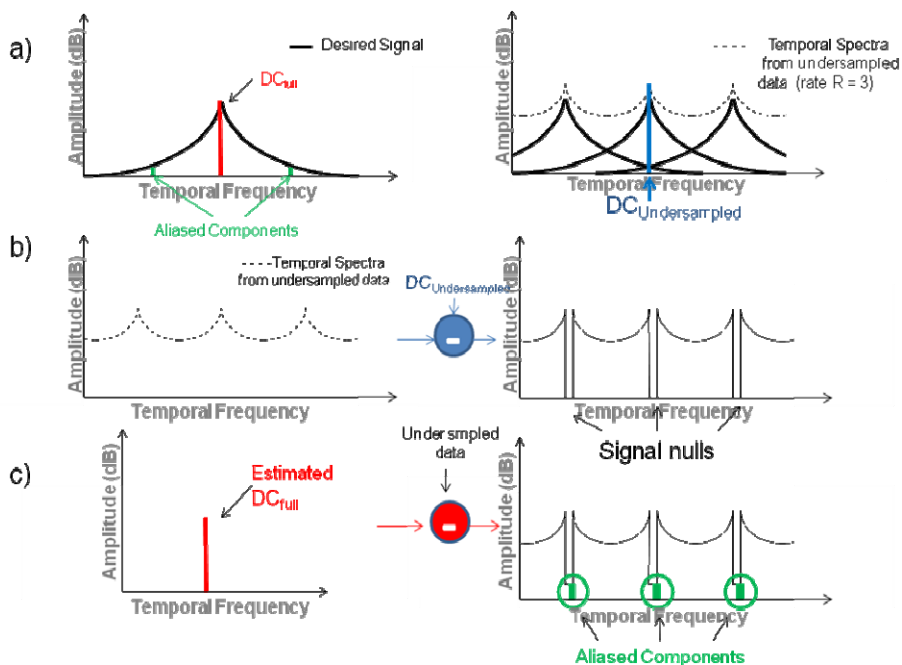 a)
Amplitude (dB)
Desired Signal
DCfull
Temporal Frequency
Aliased Components
Amplitude (dB)
Temporal Spectra
from undersampled
data (rate R = 3)
Temporal Frequency
DCUndersampled
b)
Amplitude (dB)
Temporal Spectra
from undersampled data
Temporal Frequency
DCUndersampled
-
Amplitude (dB)
Temporal Frequency
Signal nulls
c)
Amplitude (dB)
Estimated
DCfull
Temporal Frequency
Undersmpled
data
-
Amplitude (dB)
Temporal Frequency
Aliased Components